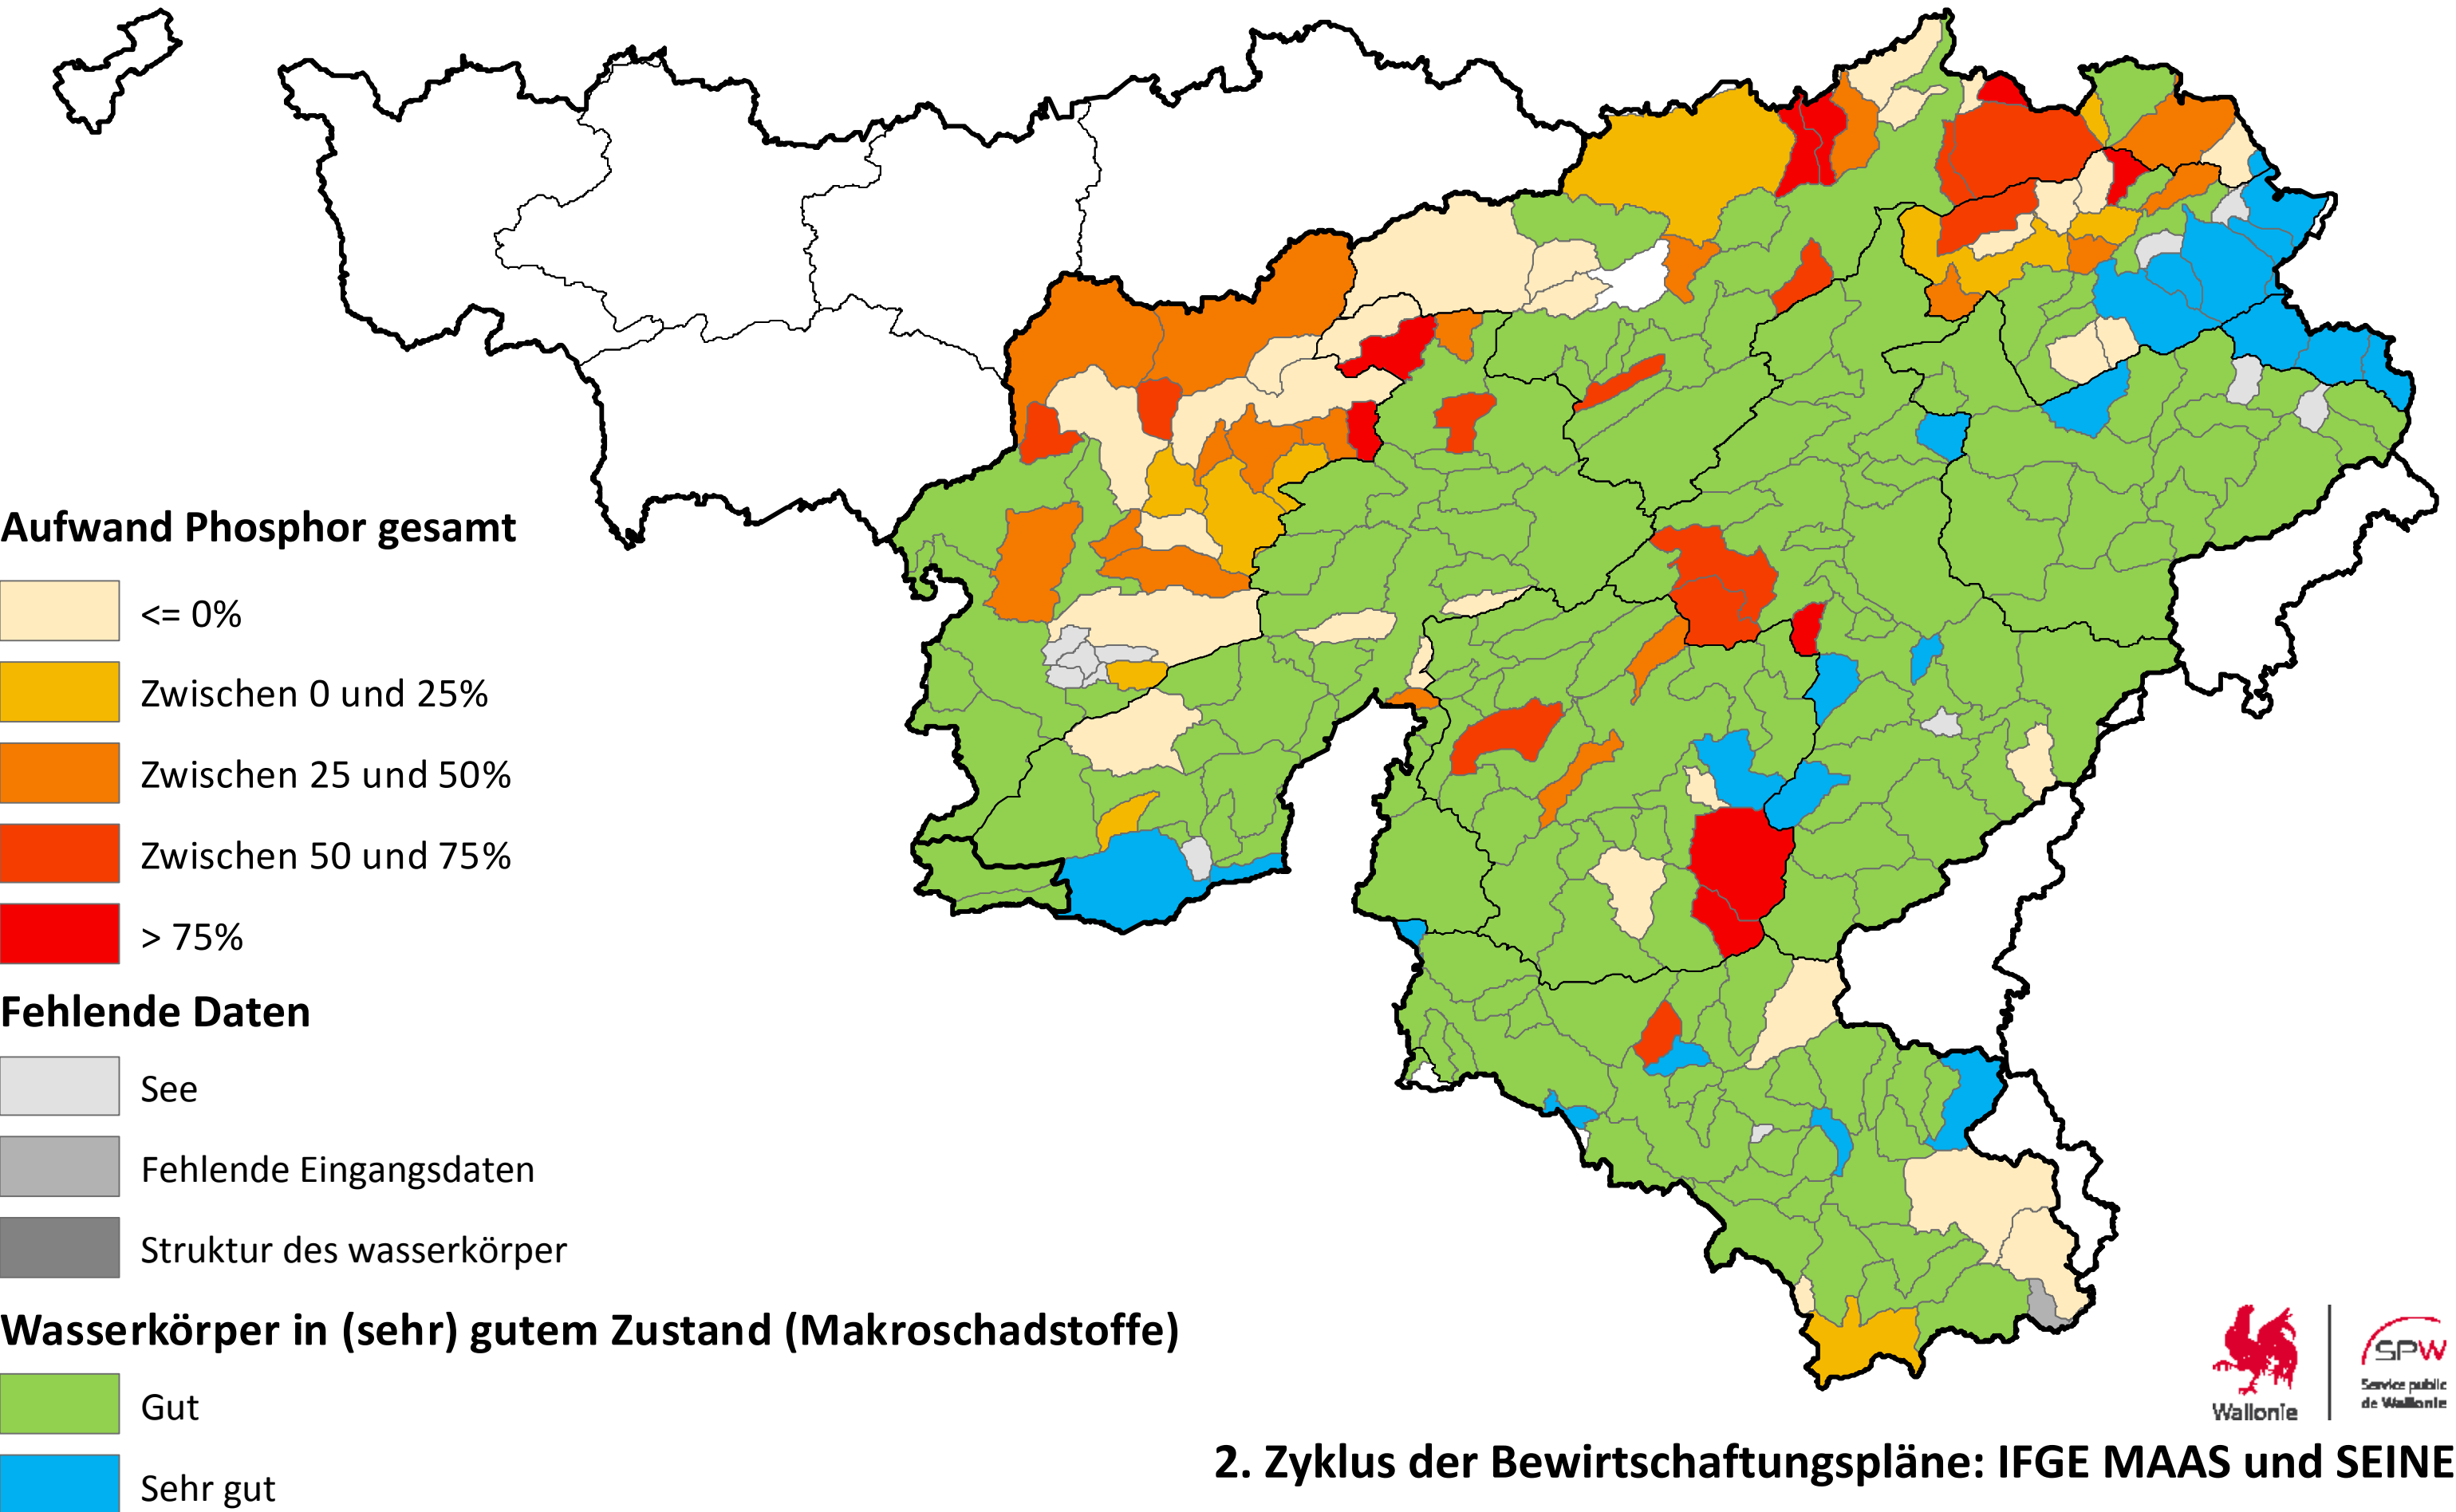 Aufwand Phosphor gesamt
<= 0%
Zwischen 0 und 25%
Zwischen 25 und 50%
Zwischen 50 und 75%
> 75%
Fehlende Daten
See
Fehlende Eingangsdaten
Struktur des wasserkörper
Wasserkörper in (sehr) gutem Zustand (Makroschadstoffe)
Gut
Sehr gut
Wallonie
SPW
Service public
de Wallonie
2. Zyklus der Bewirtschaftungspläne: IFGE MAAS und SEINE